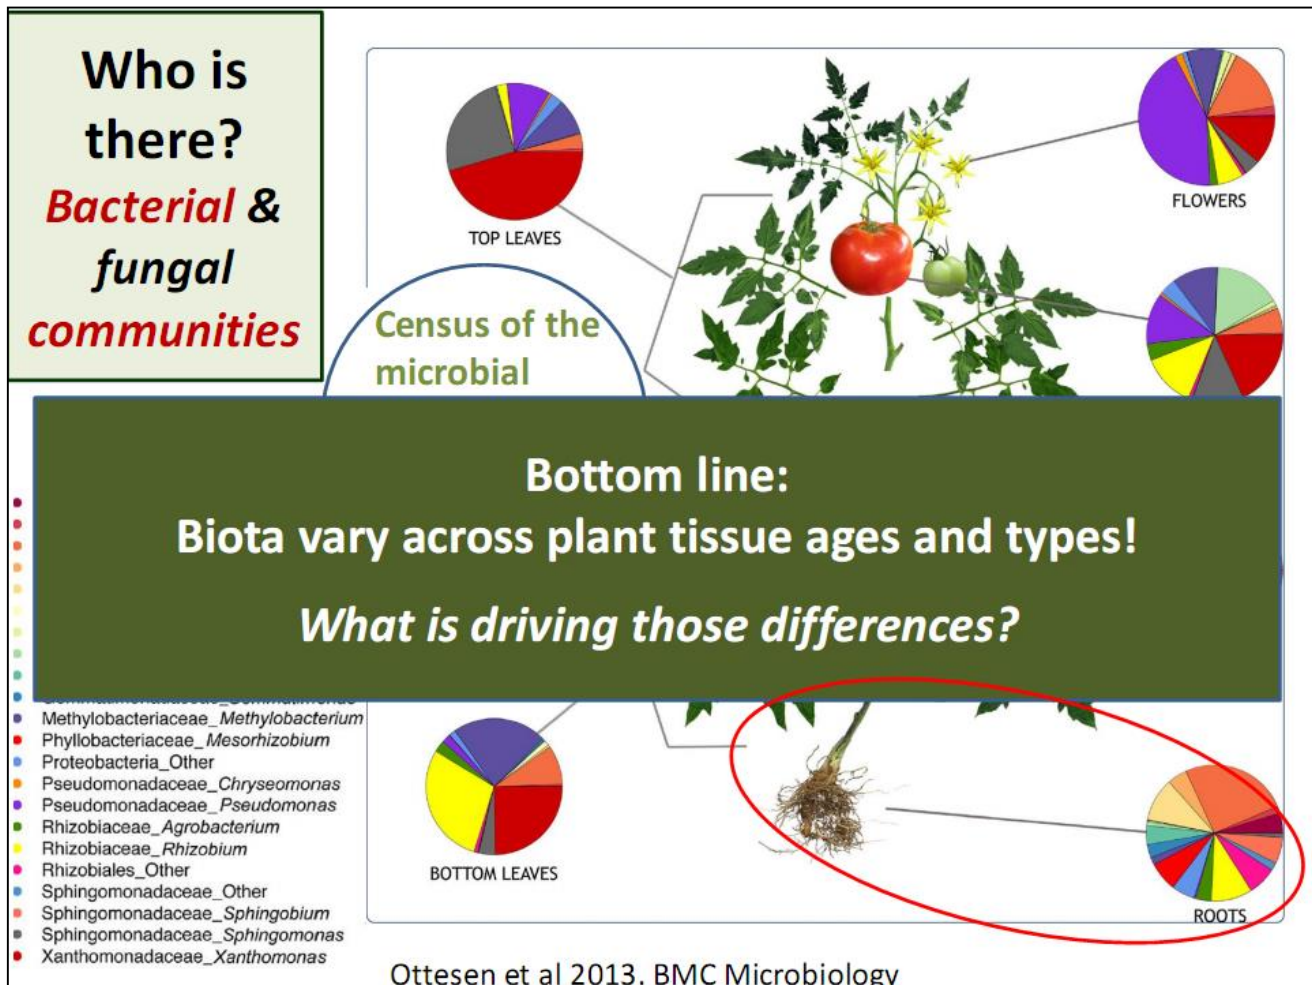 Who is
there?
Bacterial &
fungal
communities
TOP LEAVES
FLOWERS
Census of the
microbial
Bottom line:
Biota vary across plant tissue ages and types!
What is driving those differences?
Methylobacteriaceae_Methylobacterium
Phyllobacteriaceae_Mesorhizobium
Proteobacteria_Other
Pseudomonadaceae_Chryseomonas
Pseudomonadaceae_Pseudomonas
Rhizobiaceae_Agrobacterium
Rhizobiaceae_Rhizobium
Rhizobiales_Other
Sphingomonadaceae_Other
Sphingomonadaceae_Sphingobium
Sphingomonadaceae_Sphingomonas
Xanthomonadaceae_Xanthomonas
BOTTOM LEAVES
ROOTS
Ottesen et al 2013. BMC Microbiology